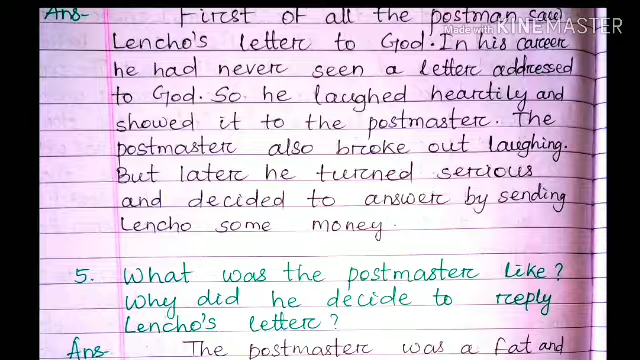 Ans- First of all the postman saw
Made with KINEMASTER
Lencho's letter to God. In his career
he had never seen a letter addressed
to God. So he laughed heartily and
showed it to the postmaster. The
postmaster also broke out laughing.
But later he turned serious
and decided to answer by sending
Lencho some money.
5. What was the postmaster like?
Why did he decide to reply
Lencho's letter?
Ans- The postmaster was a fat and